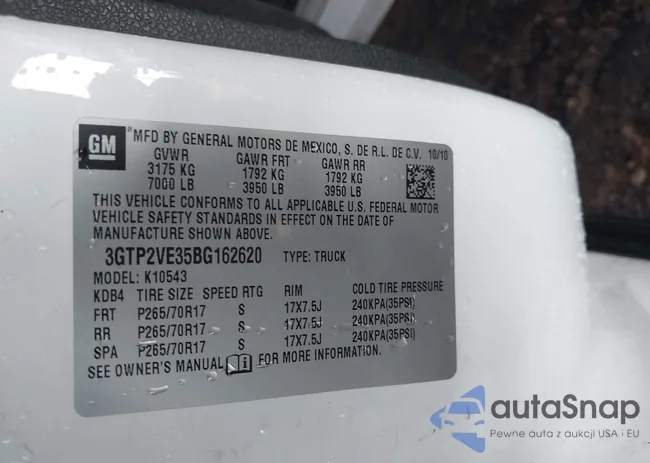 GM
MFD BY GENERAL MOTORS DE MEXICO, S. DE R.L. DE C.V. 10/10
GVWR GAWR FRT GAWR RR
3175 KG 1792 KG 1792 KG
7000 LB 3950 LB 3950 LB
THIS VEHICLE CONFORMS TO ALL APPLICABLE U.S. FEDERAL MOTOR
VEHICLE SAFETY STANDARDS IN EFFECT ON THE DATE OF
MANUFACTURE SHOWN ABOVE.
3GTP2VE35BG162620 TYPE: TRUCK
MODEL: K10543
KDB4 TIRE SIZE SPEED RTG RIM COLD TIRE PRESSURE
FRT P265/70R17 S 17X7.5J 240KPA(35PSI)
RR P265/70R17 S 17X7.5J 240KPA(35PSI)
SPA P265/70R17 S 17X7.5J 240KPA(35PSI)
SEE OWNER'S MANUAL FOR MORE INFORMATION.
autaSnap
Pewne auta z aukcji USA i EU